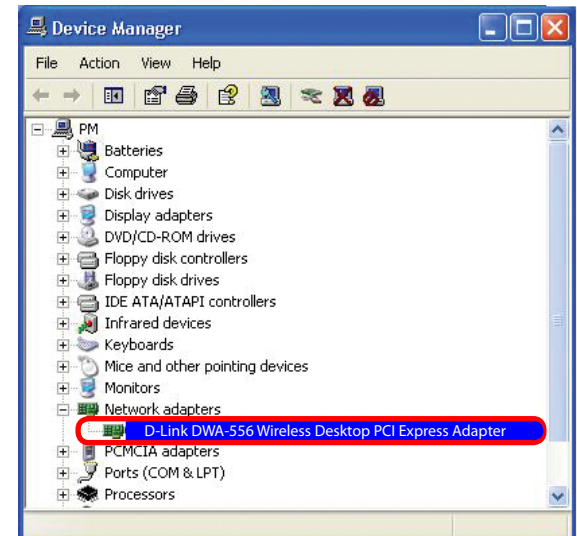 Device Manager
File Action View Help
PM
Batteries
Computer
Disk drives
Display adapters
DVD/CD-ROM drives
Floppy disk controllers
Floppy disk drives
IDE ATA/ATAPI controllers
Infrared devices
Keyboards
Mice and other pointing devices
Monitors
Network adapters
D-Link DWA-556 Wireless Desktop PCI Express Adapter
PCMCIA adapters
Ports (COM & LPT)
Processors